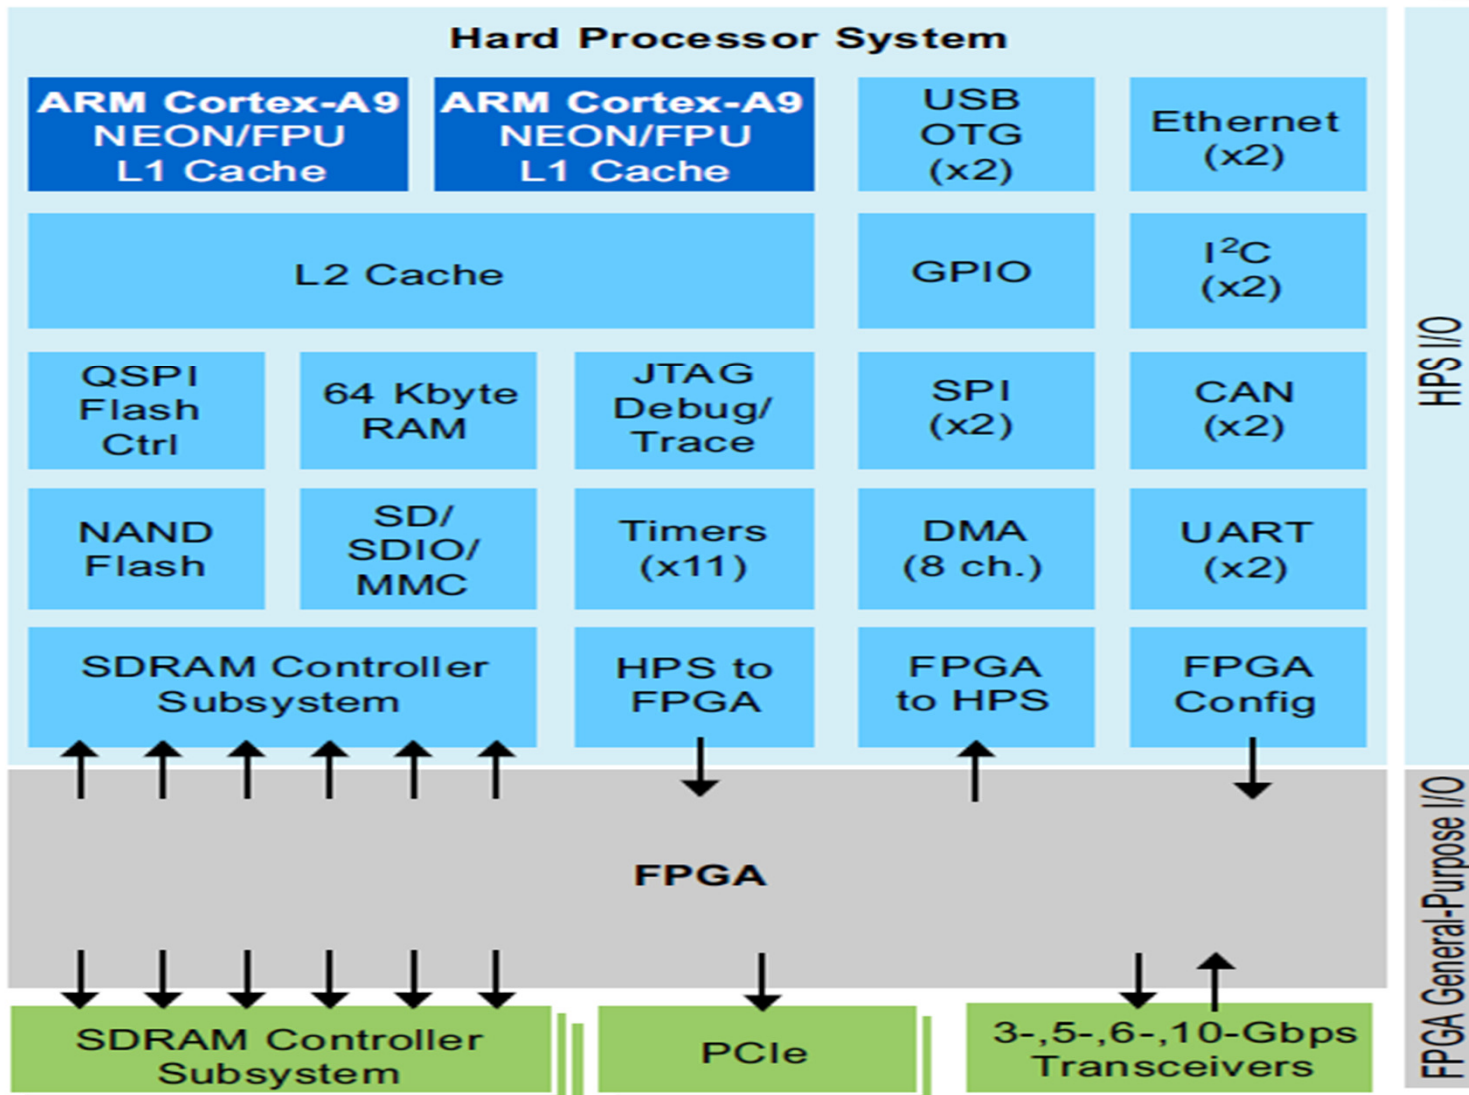 Hard Processor System
ARM Cortex-A9
NEON/FPU
L1 Cache
ARM Cortex-A9
NEON/FPU
L1 Cache
USB
OTG
(x2)
Ethernet
(x2)
L2 Cache
GPIO
I²C
(x2)
QSPI
Flash
Ctrl
64 Kbyte
RAM
JTAG
Debug/
Trace
SPI
(x2)
CAN
(x2)
NAND
Flash
SD/
SDIO/
MMC
Timers
(x11)
DMA
(8 ch.)
UART
(x2)
SDRAM Controller
Subsystem
HPS to
FPGA
FPGA
to HPS
FPGA
Config
HPS I/O
FPGA
FPGA General-Purpose I/O
SDRAM Controller
Subsystem
PCIe
3-,5-,6-,10-Gbps
Transceivers